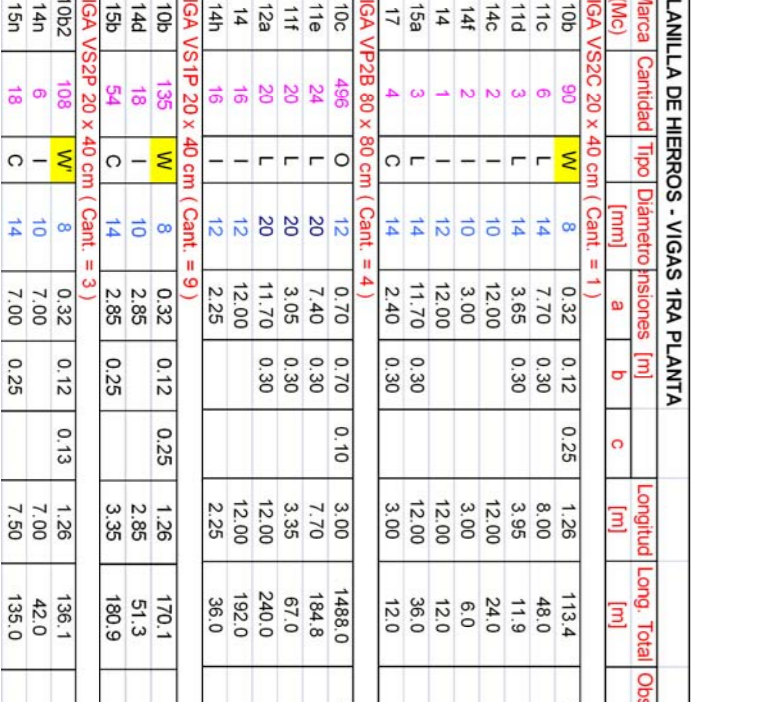 LANILLA DE HIERROS - VIGAS 1RA PLANTA
Marca Cantidad Tipo Diámetro ensiones [m] Longitud Long. Total Obs
(Mc) [mm] a b c [m] [m]
IGA VS2C 20 x 40 cm ( Cant. = 1 )
10b 90 W 8 0.32 0.12 0.25 1.26 113.4
11c 6 L 14 7.70 0.30 8.00 48.0
11d 3 L 14 3.65 0.30 3.95 11.9
14c 2 I 10 12.00 12.00 24.0
14f 2 I 10 3.00 3.00 6.0
14 1 I 12 12.00 12.00 12.0
15a 3 L 14 11.70 0.30 12.00 36.0
17 4 C 14 2.40 0.30 3.00 12.0
IGA VP2B 80 x 80 cm ( Cant. = 4 )
10c 496 O 12 0.70 0.70 0.10 3.00 1488.0
11e 24 L 20 7.40 0.30 7.70 184.8
11f 20 L 20 3.05 0.30 3.35 67.0
12a 20 L 20 11.70 0.30 12.00 240.0
14 16 I 12 12.00 12.00 192.0
14h 16 I 12 2.25 2.25 36.0
IGA VS1P 20 x 40 cm ( Cant. = 9 )
10b 135 W 8 0.32 0.12 0.25 1.26 170.1
14d 18 I 10 2.85 2.85 51.3
15b 54 C 14 2.85 0.25 3.35 180.9
IGA VS2P 20 x 40 cm ( Cant. = 3 )
10b2 108 W' 8 0.32 0.12 0.13 1.26 136.1
14n 6 I 10 7.00 7.00 42.0
15n 18 C 14 7.00 0.25 7.50 135.0